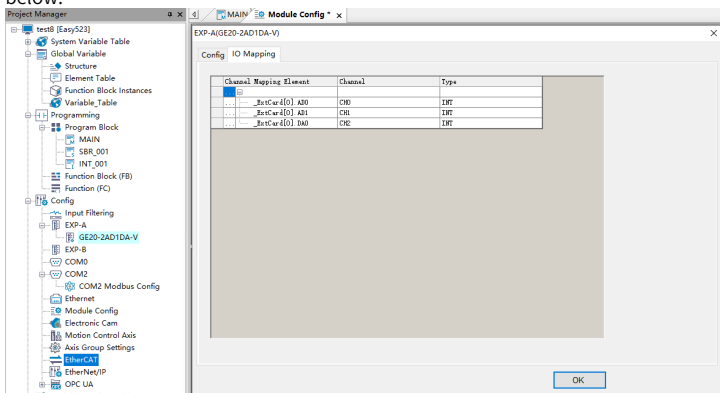 below:
Project Manager
MAIN
Module Config *
test8 [Easy523]
System Variable Table
Global Variable
Structure
Element Table
Function Block Instances
Variable_Table
Programming
Program Block
MAIN
SBR_001
INT_001
Function Block (FB)
Function (FC)
Config
Input Filtering
EXP-A
GE20-2AD1DA-V
EXP-B
COM0
COM2
COM2 Modbus Config
Ethernet
Module Config
Electronic Cam
Motion Control Axis
Axis Group Settings
EtherCAT
EtherNet/IP
OPC UA
EXP-A(GE20-2AD1DA-V)
Config IO Mapping
Channel Mapping Element Channel Type
...
... _ExtCard[0].AD0 CH0 INT
... _ExtCard[0].AD1 CH1 INT
... _ExtCard[0].DA0 CH2 INT
OK